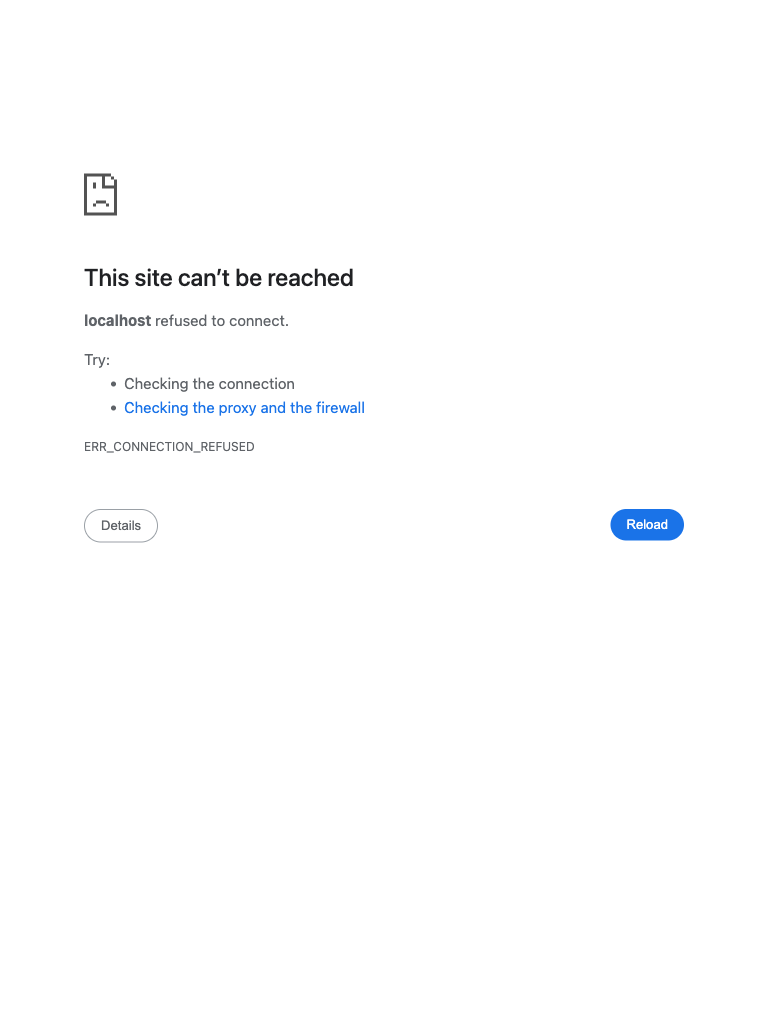 This site can’t be reached
localhost refused to connect.
Try:
• Checking the connection
• Checking the proxy and the firewall
ERR_CONNECTION_REFUSED
Details
Reload